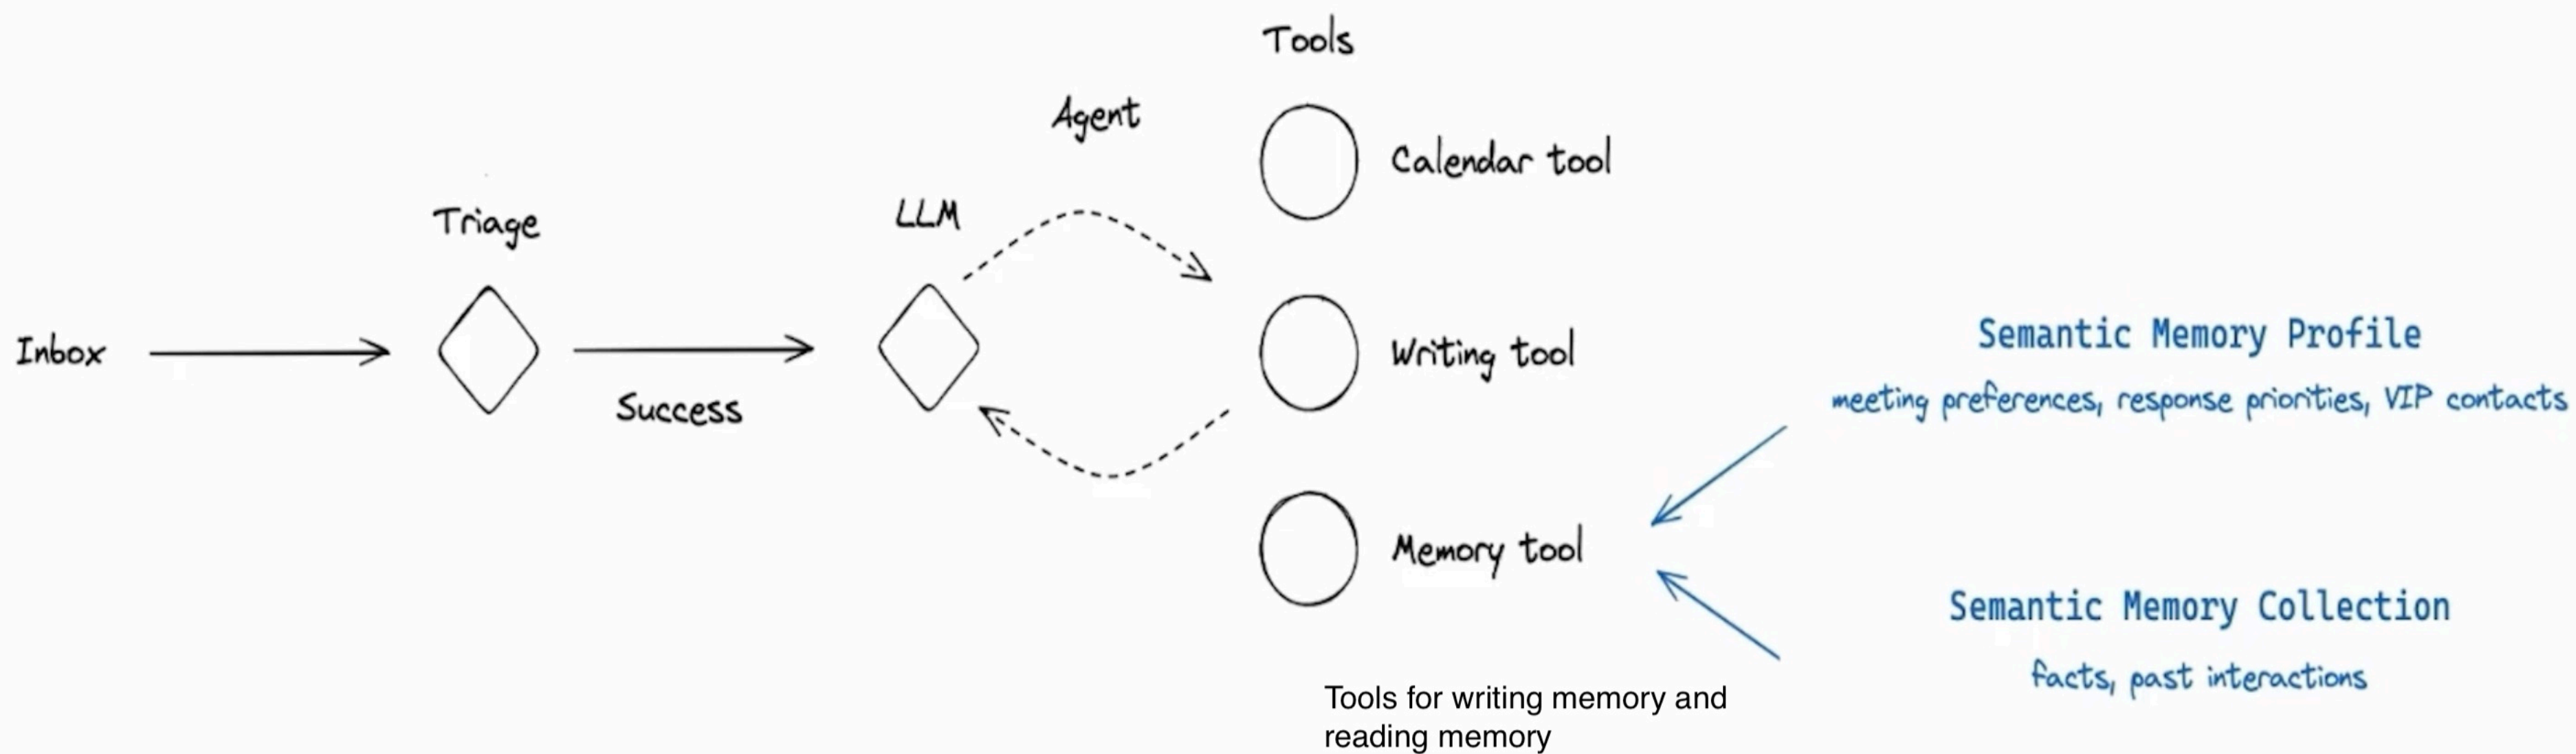 Tools
Agent
Calendar tool
LLM
Triage
Inbox
Success
Writing tool
Memory tool
Tools for writing memory and
reading memory
Semantic Memory Profile
meeting preferences, response priorities, VIP contacts
Semantic Memory Collection
facts, past interactions